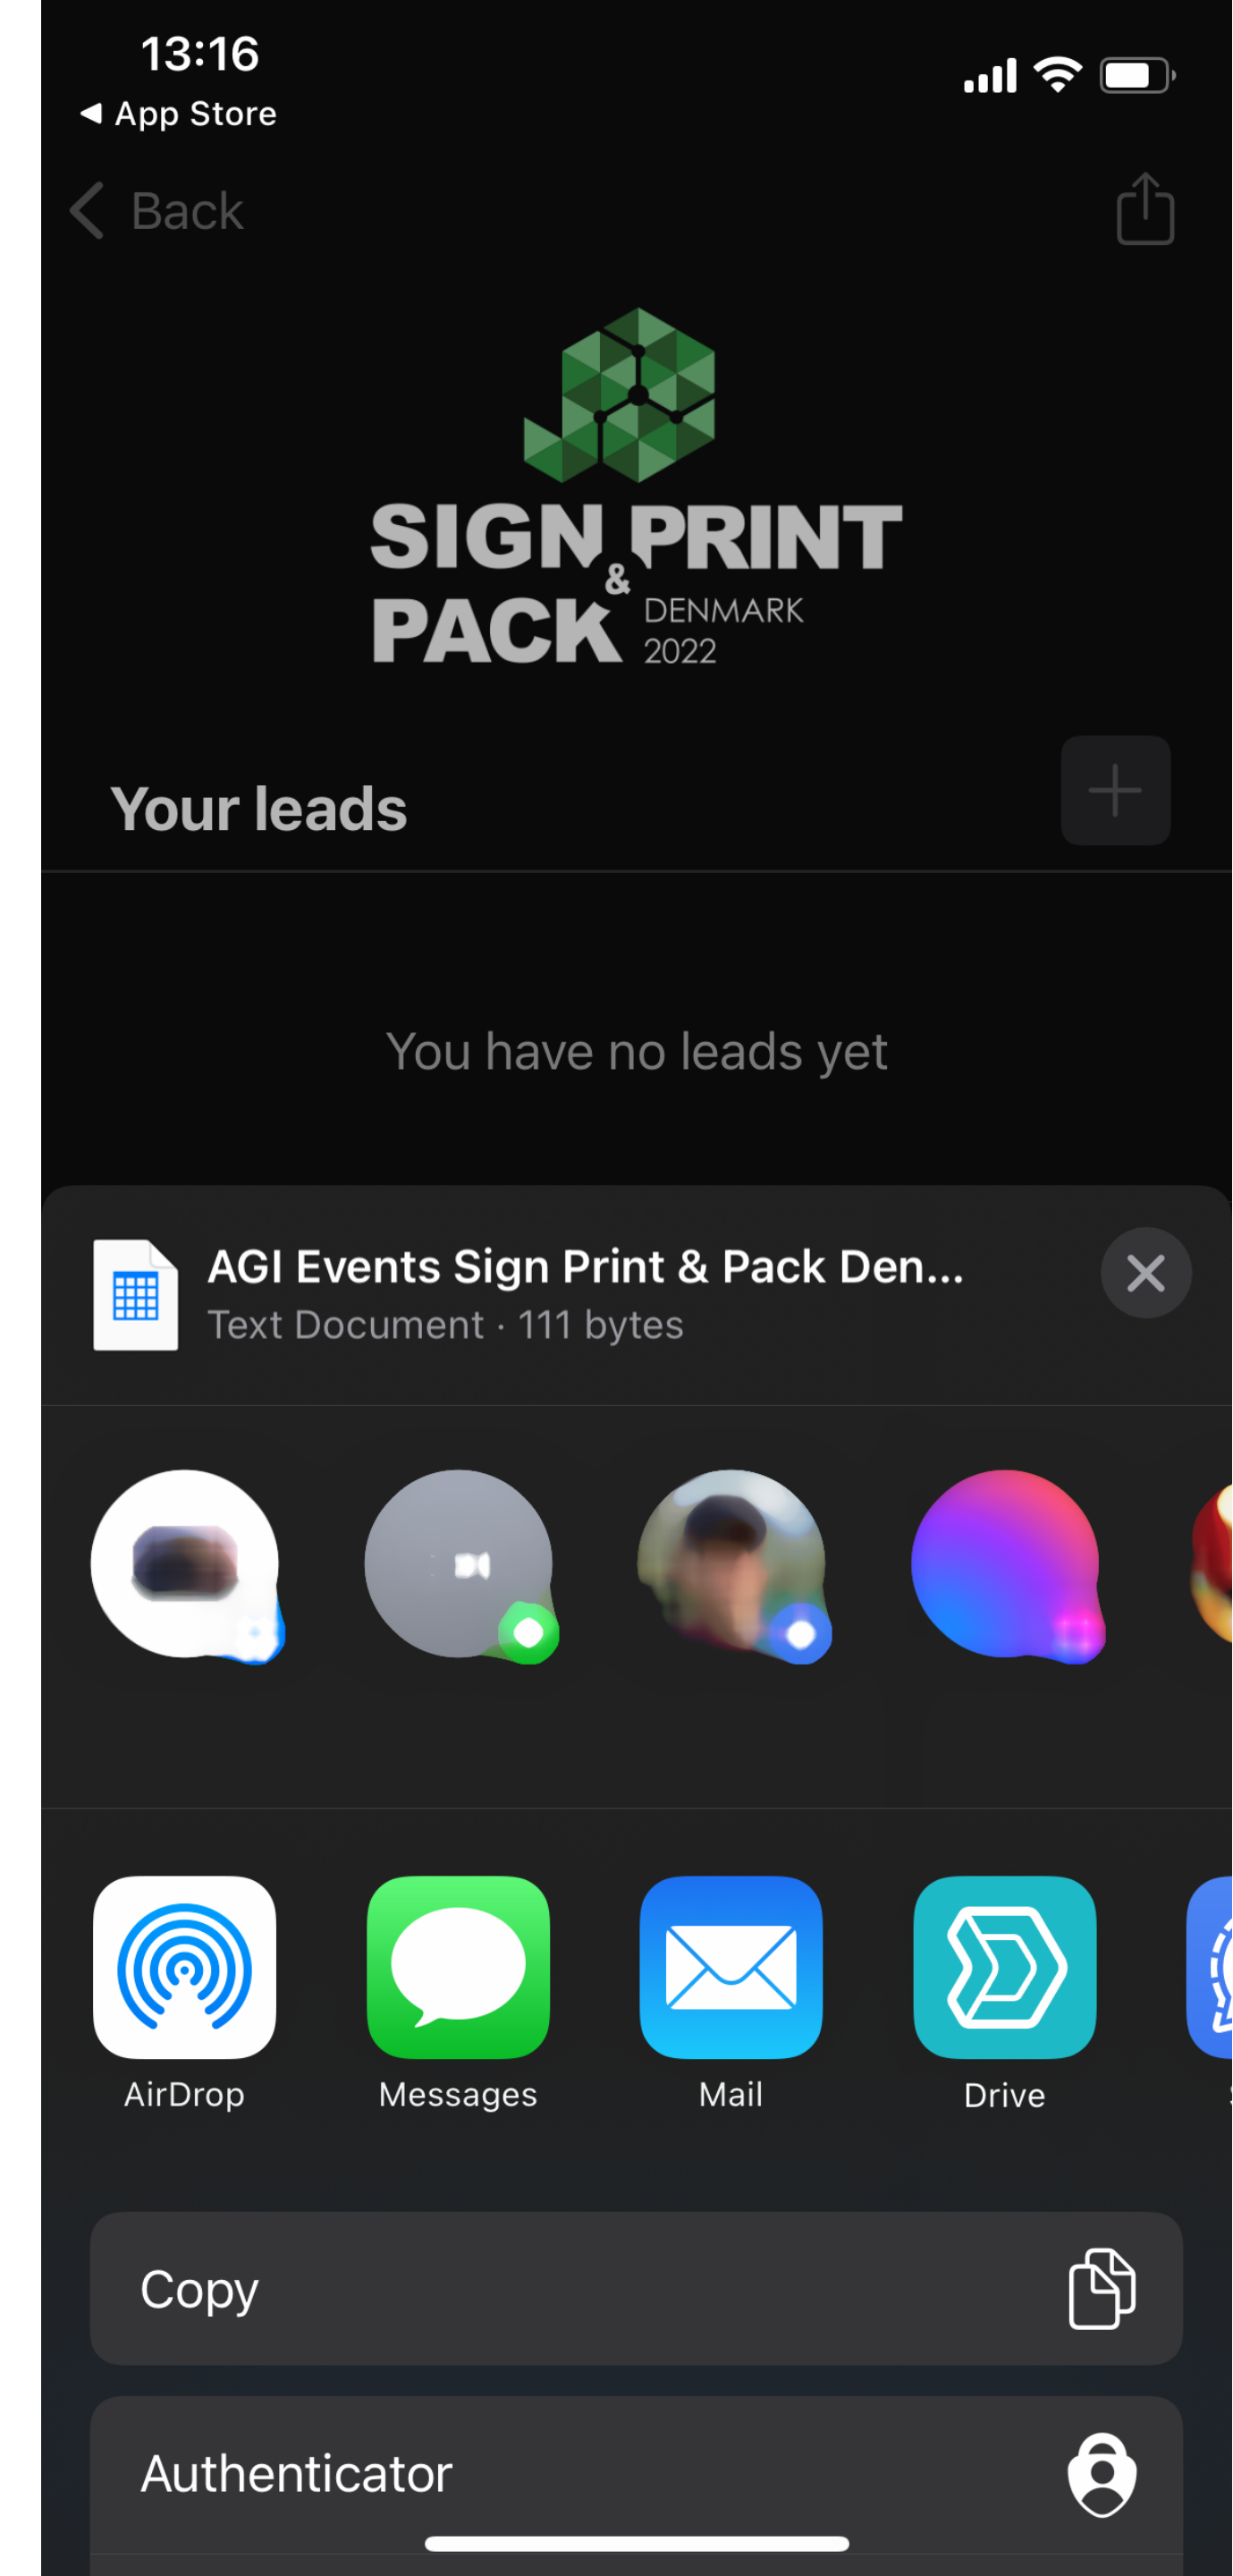 13:16
App Store
Back
SIGN PRINT
&
PACK DENMARK
2022
Your leads
You have no leads yet
AGI Events Sign Print & Pack Den...
Text Document · 111 bytes
AirDrop
Messages
Mail
Drive
Copy
Authenticator